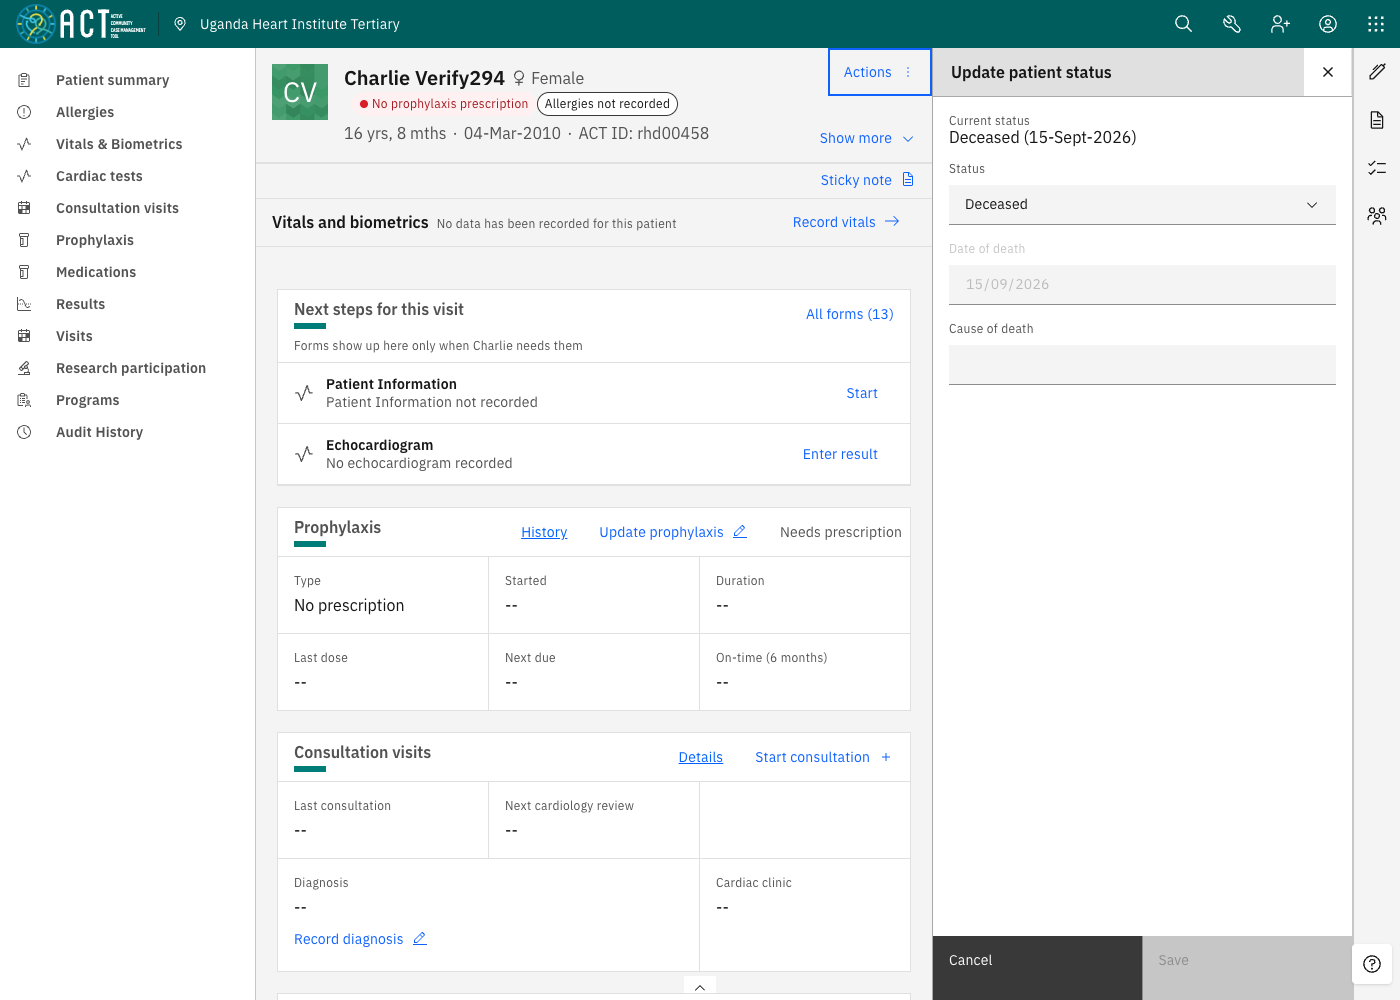 ACT ACTIVE COMMUNITY CASE MANAGEMENT TOOL
Uganda Heart Institute Tertiary
Patient summary
Allergies
Vitals & Biometrics
Cardiac tests
Consultation visits
Prophylaxis
Medications
Results
Visits
Research participation
Programs
Audit History
CV
Charlie Verify294 Female
No prophylaxis prescription Allergies not recorded
16 yrs, 8 mths · 04-Mar-2010 · ACT ID: rhd00458
Actions
Show more
Sticky note
Vitals and biometrics No data has been recorded for this patient Record vitals
Next steps for this visit
All forms (13)
Forms show up here only when Charlie needs them
Patient Information
Patient Information not recorded
Start
Echocardiogram
No echocardiogram recorded
Enter result
Prophylaxis History Update prophylaxis Needs prescription
Type Started Duration
No prescription -- --
Last dose Next due On-time (6 months)
-- -- --
Consultation visits Details Start consultation +
Last consultation Next cardiology review
-- --
Diagnosis Cardiac clinic
-- --
Record diagnosis
Update patient status
Current status
Deceased (15-Sept-2026)
Status
Deceased
Date of death
15/09/2026
Cause of death
Cancel Save